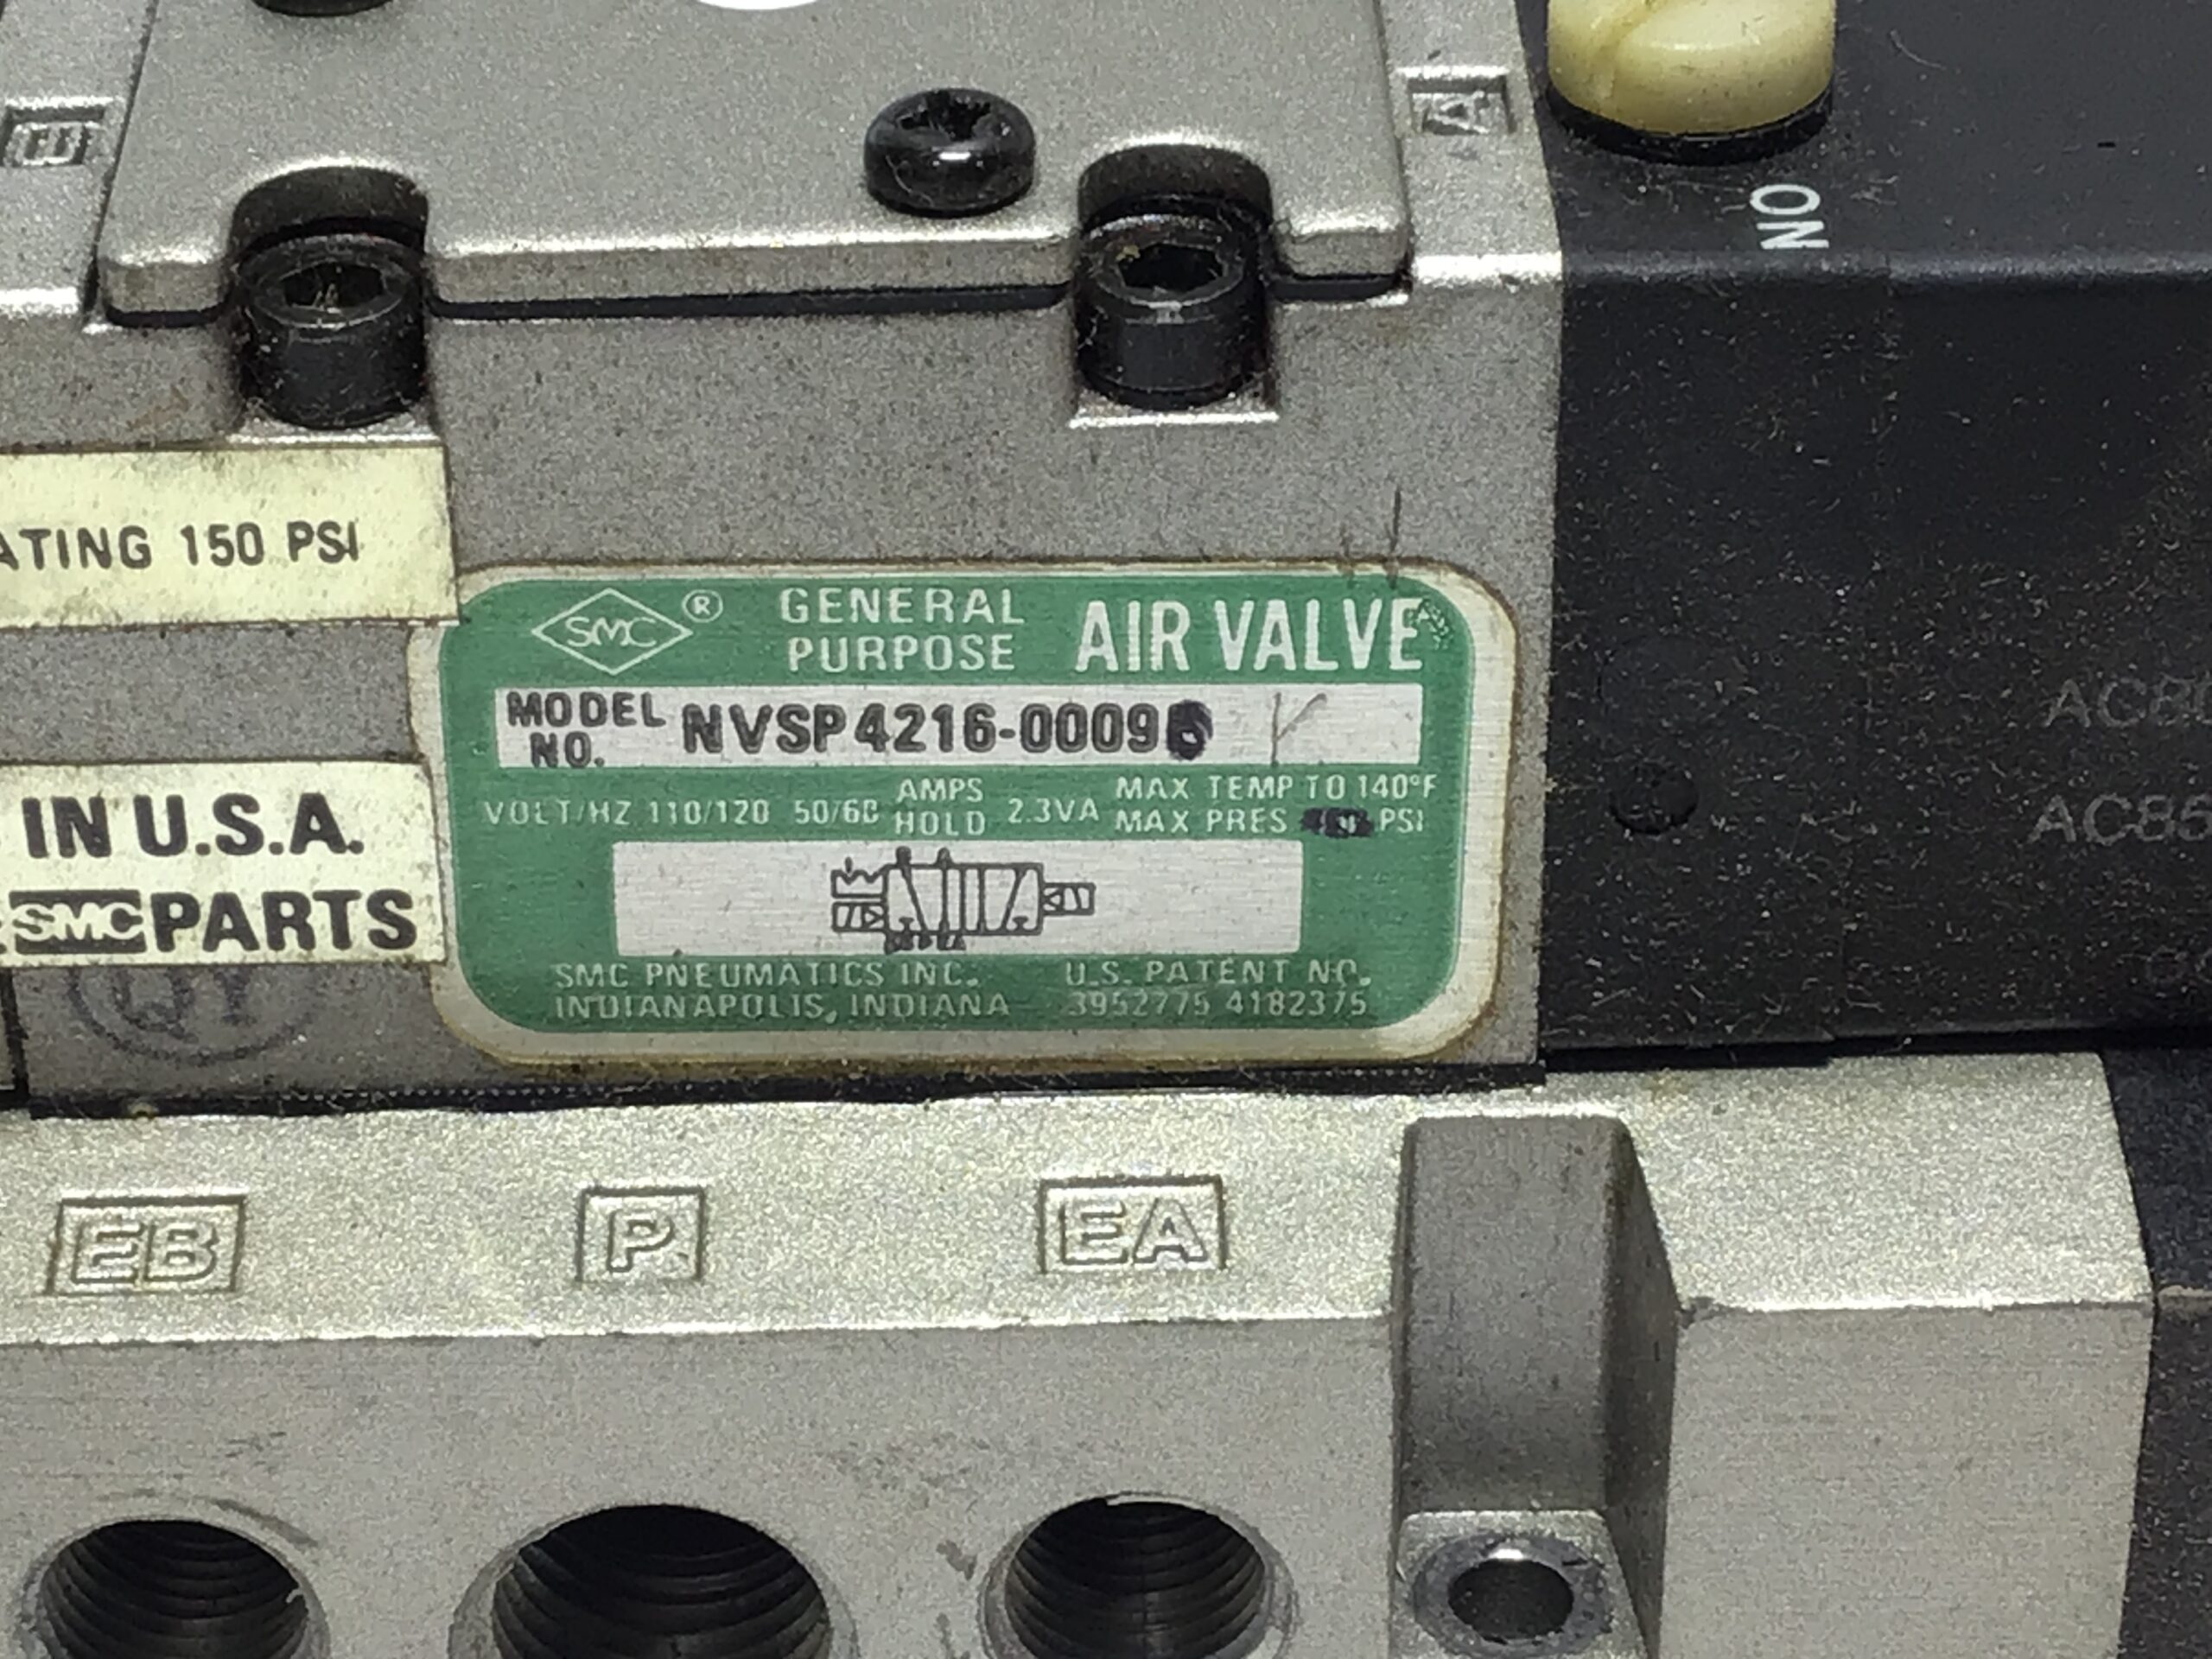 B
A
NO
ATING 150 PSI
SMC ® GENERAL PURPOSE AIR VALVE
MODEL NO. NVSP4216-0009
VOLT/HZ 110/120 50/60 AMPS HOLD 2.3VA MAX TEMP TO 140°F
MAX PRES PSI
IN U.S.A.
SMC PARTS
SMC PNEUMATICS INC. U.S. PATENT NO.
INDIANAPOLIS, INDIANA 3952775 4182375
EB P EA